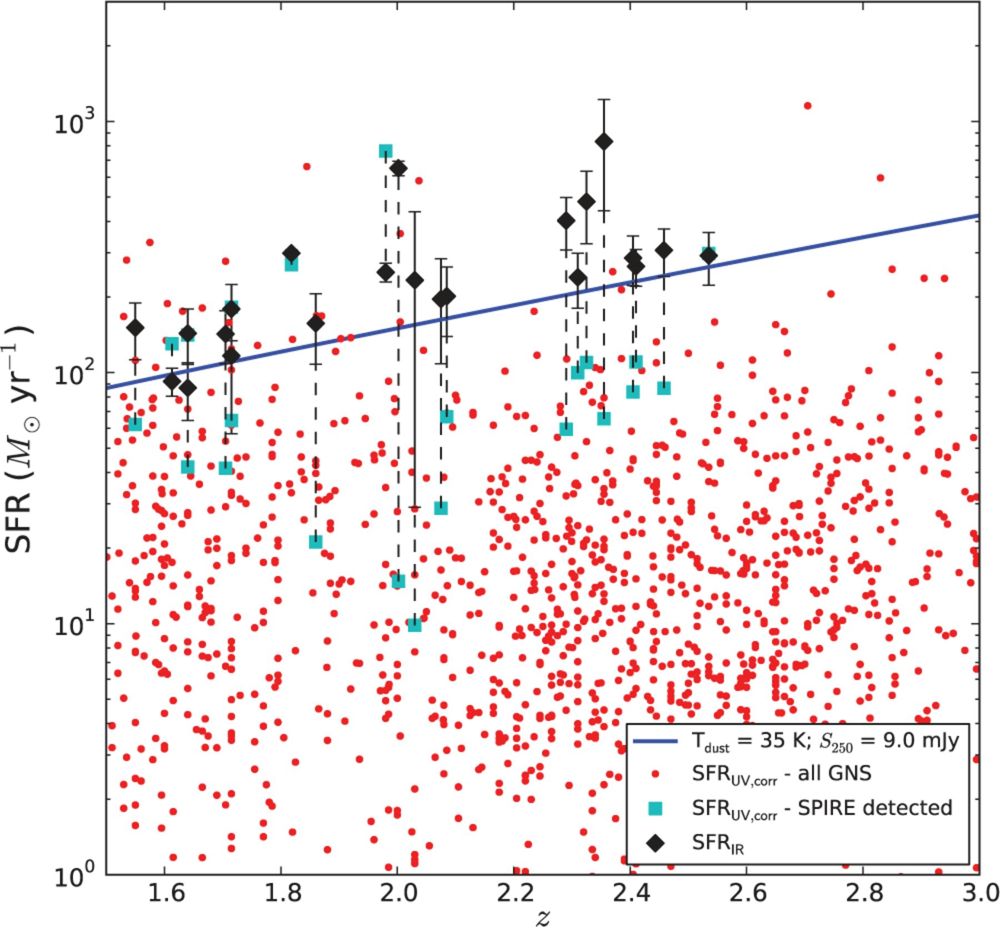 SFR (M⊙ yr⁻¹)
10³
10²
10¹
10⁰
1.6 1.8 2.0 2.2 2.4 2.6 2.8 3.0
z
T_dust = 35 K; S_250 = 9.0 mJy
SFR_UV,corr - all GNS
SFR_UV,corr - SPIRE detected
SFR_IR